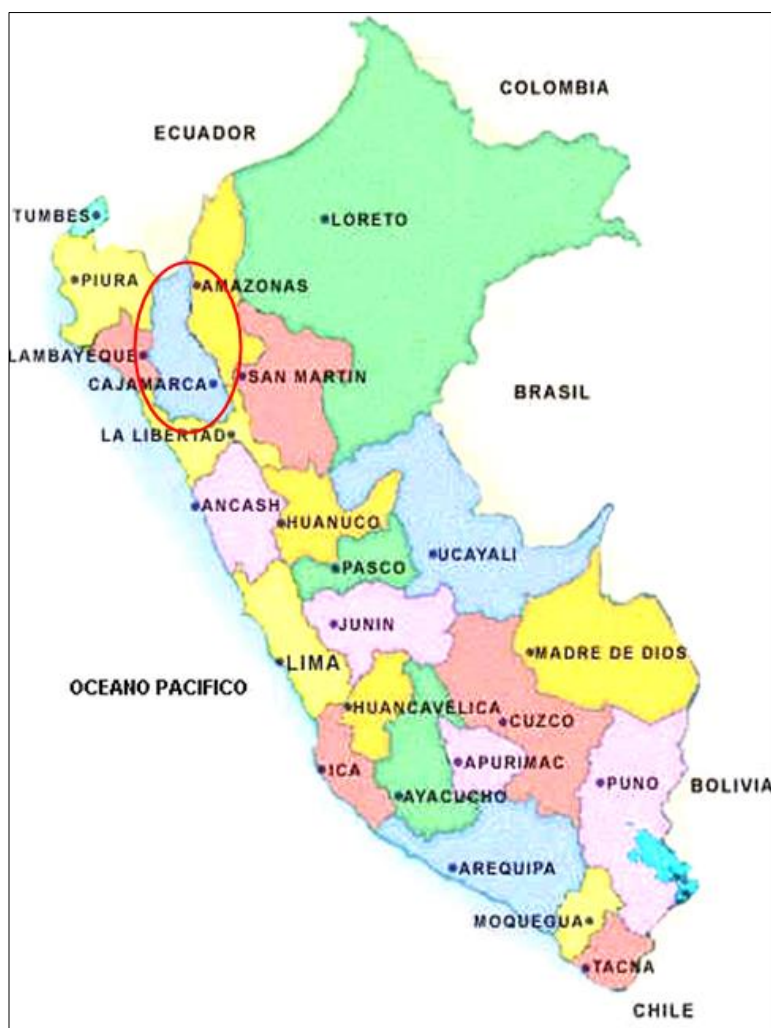 COLOMBIA
ECUADOR
TUMBES
LORETO
PIURA
AMAZONAS
LAMBAYEQUE
CAJAMARCA
SAN MARTIN
BRASIL
LA LIBERTAD
ANCASH
HUANUCO
UCAYALI
PASCO
JUNIN
MADRE DE DIOS
LIMA
OCEANO PACIFICO
HUANCAVELICA
CUZCO
ICA
APURIMAC
PUNO
BOLIVIA
AYACUCHO
AREQUIPA
MOQUEGUA
TACNA
CHILE